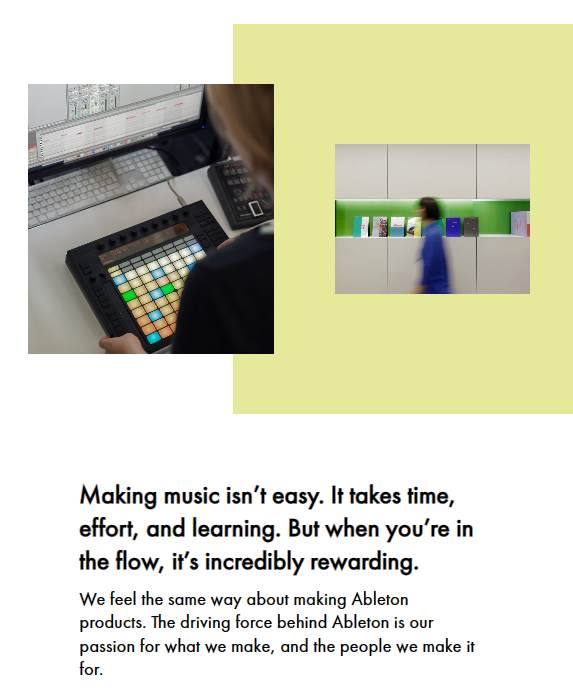 Making music isn’t easy. It takes time,
effort, and learning. But when you’re in
the flow, it’s incredibly rewarding.
We feel the same way about making Ableton
products. The driving force behind Ableton is our
passion for what we make, and the people we make it
for.